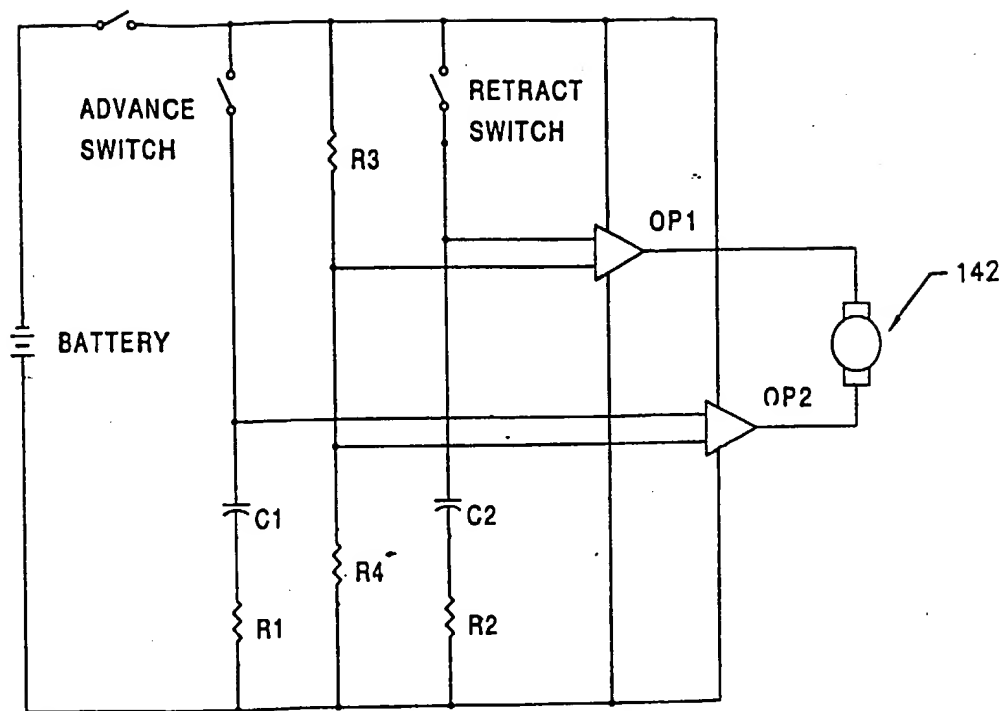 ADVANCE
SWITCH
RETRACT
SWITCH
R3
OP1
142
BATTERY
OP2
C1
C2
R4
R1
R2